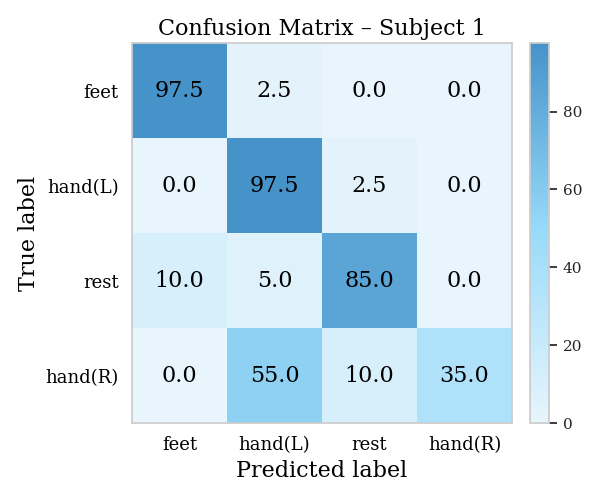 Confusion Matrix – Subject 1
feet 97.5 2.5 0.0 0.0
hand(L) 0.0 97.5 2.5 0.0
rest 10.0 5.0 85.0 0.0
hand(R) 0.0 55.0 10.0 35.0
feet hand(L) rest hand(R)
Predicted label
True label
80
60
40
20
0